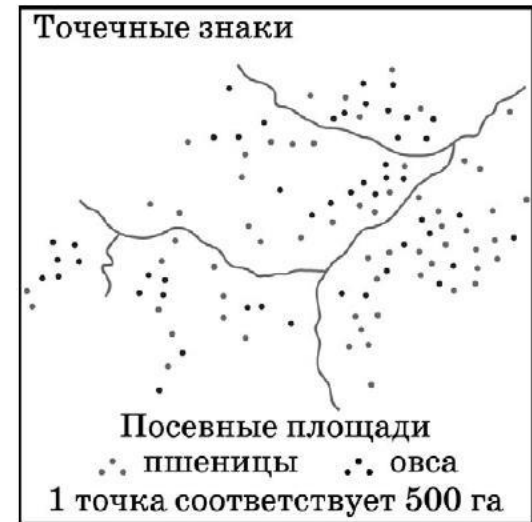 Точечные знаки
Посевные площади
пшеницы овса
1 точка соответствует 500 га